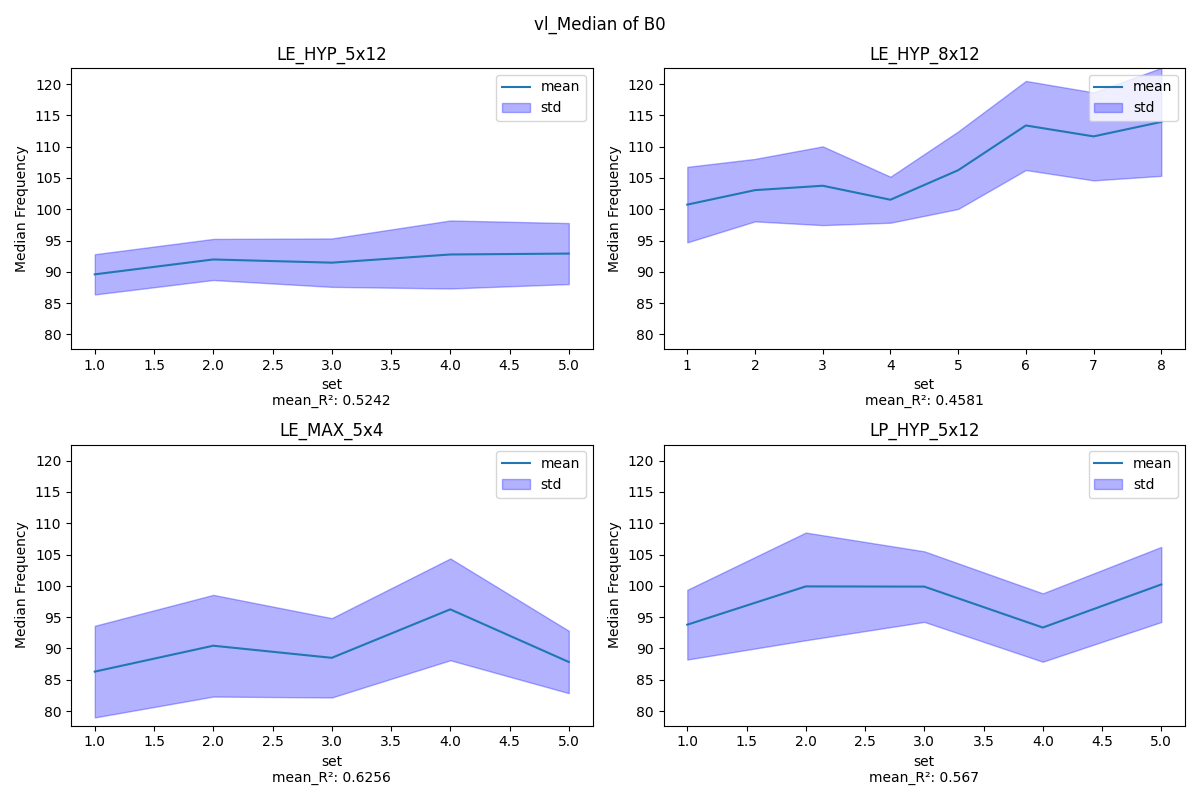 vl_Median of B0
LE_HYP_5x12
Median Frequency
120
115
110
105
100
95
90
85
80
mean
std
1.0 1.5 2.0 2.5 3.0 3.5 4.0 4.5 5.0
set
mean_R²: 0.5242
LE_HYP_8x12
Median Frequency
120
115
110
105
100
95
90
85
80
mean
std
1 2 3 4 5 6 7 8
set
mean_R²: 0.4581
LE_MAX_5x4
Median Frequency
120
115
110
105
100
95
90
85
80
mean
std
1.0 1.5 2.0 2.5 3.0 3.5 4.0 4.5 5.0
set
mean_R²: 0.6256
LP_HYP_5x12
Median Frequency
120
115
110
105
100
95
90
85
80
mean
std
1.0 1.5 2.0 2.5 3.0 3.5 4.0 4.5 5.0
set
mean_R²: 0.567